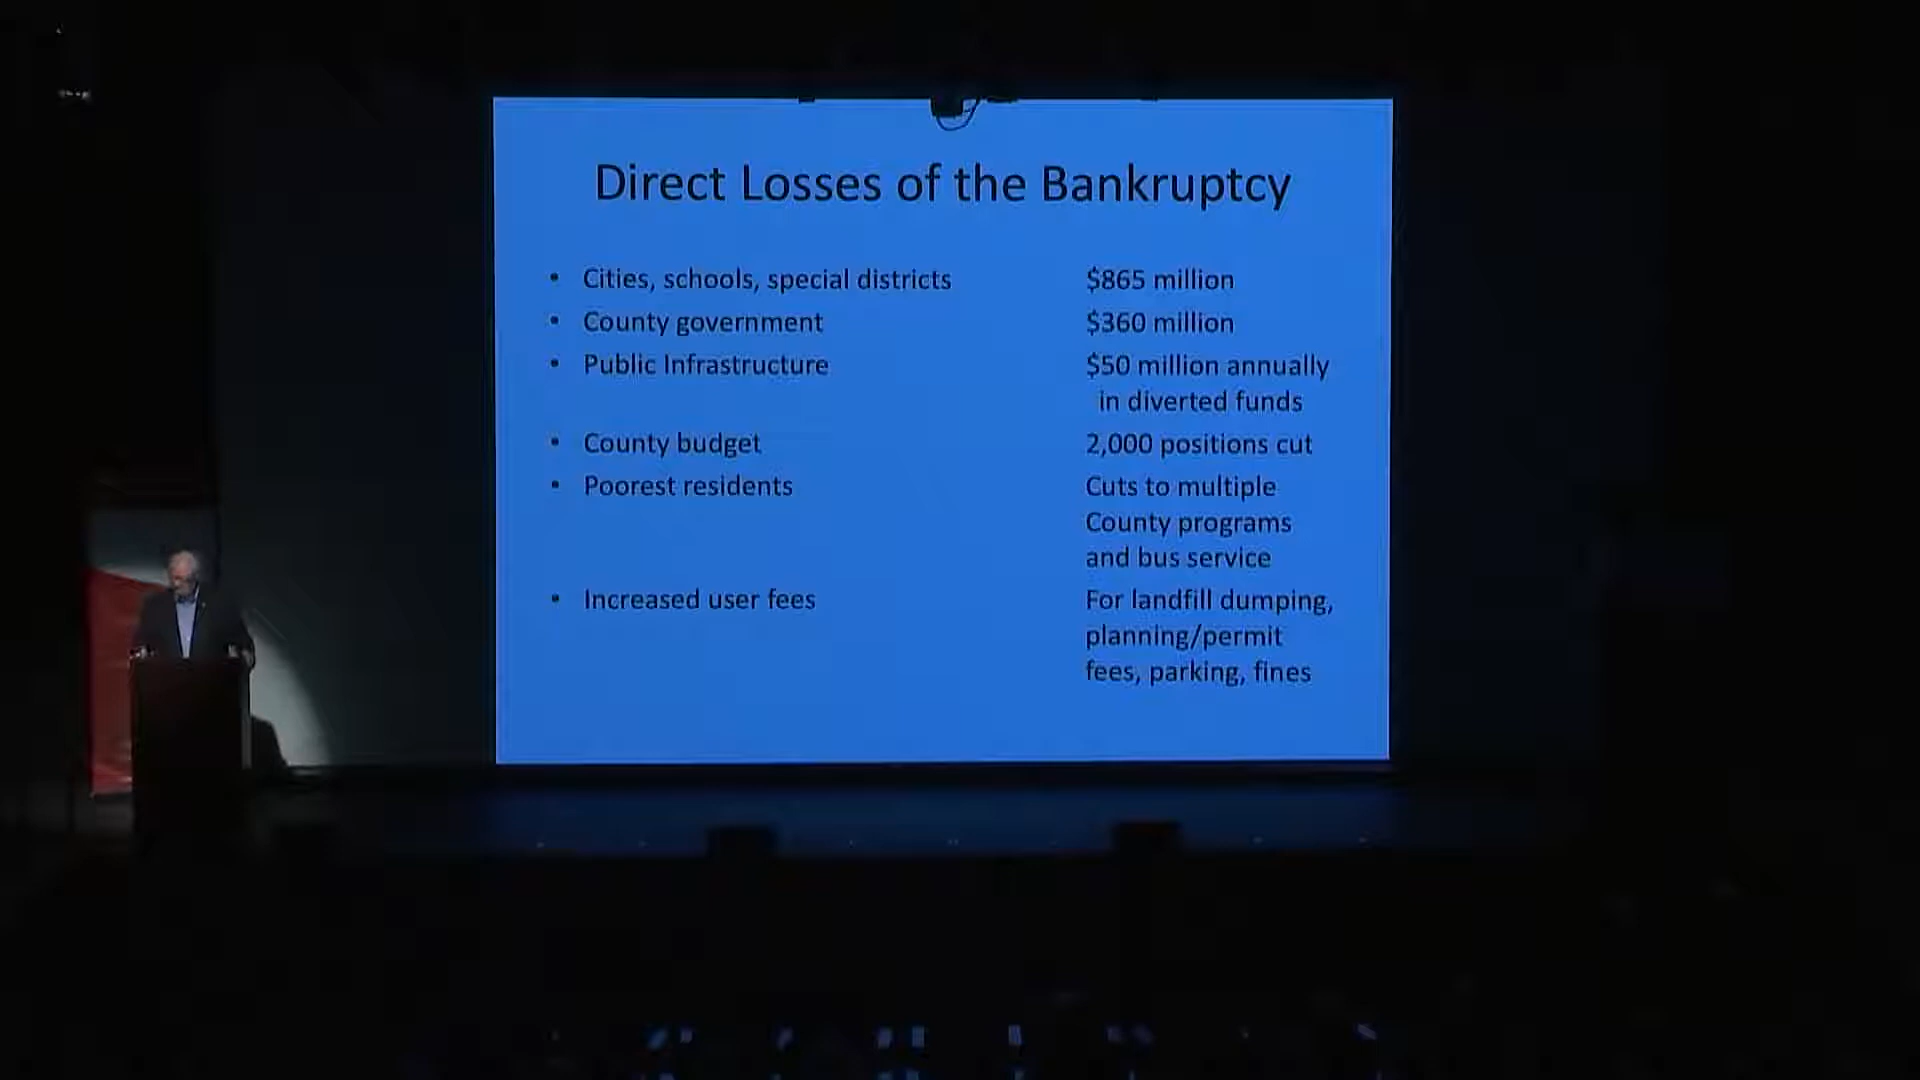 Direct Losses of the Bankruptcy
• Cities, schools, special districts $865 million
• County government $360 million
• Public Infrastructure $50 million annually
in diverted funds
• County budget 2,000 positions cut
• Poorest residents Cuts to multiple
County programs
and bus service
• Increased user fees For landfill dumping,
planning/permit
fees, parking, fines